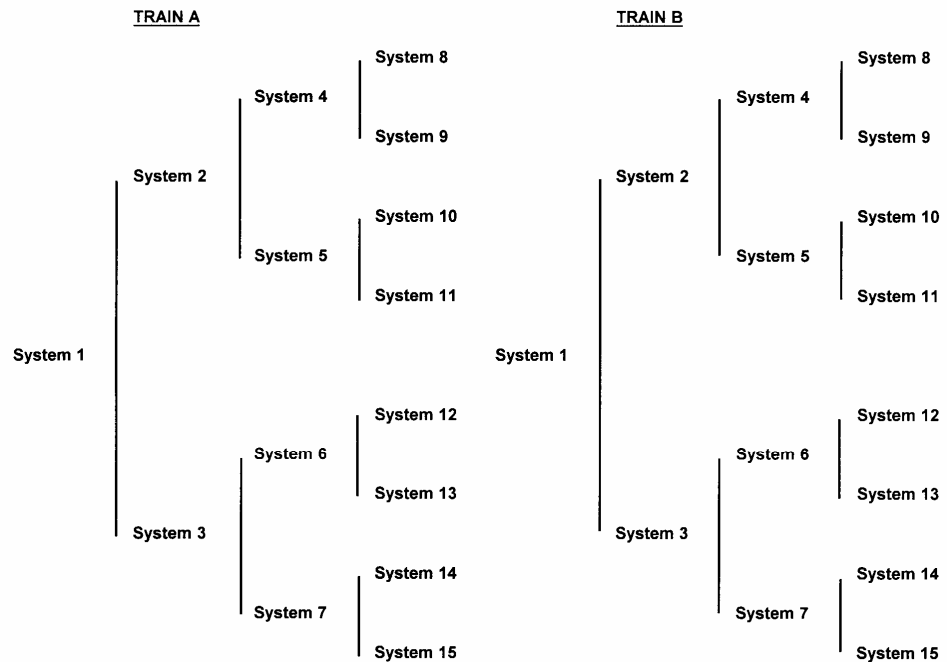 TRAIN A
System 1
System 2
System 3
System 4
System 5
System 6
System 7
System 8
System 9
System 10
System 11
System 12
System 13
System 14
System 15
TRAIN B
System 1
System 2
System 3
System 4
System 5
System 6
System 7
System 8
System 9
System 10
System 11
System 12
System 13
System 14
System 15